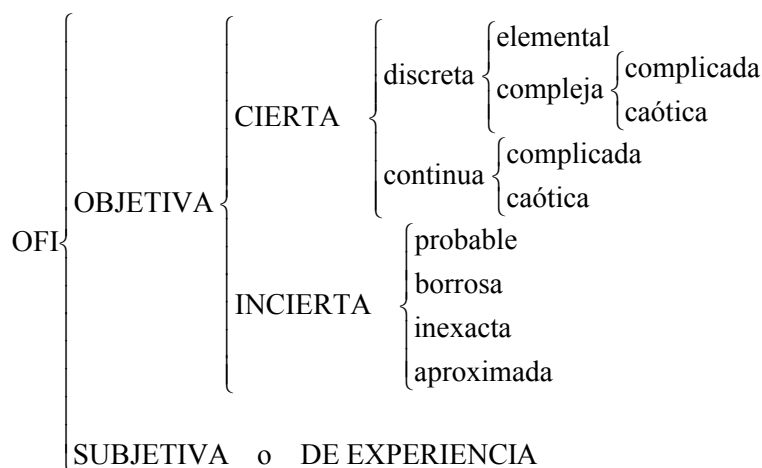 elemental
complicada
discreta
compleja
caótica
CIERTA
complicada
continua
caótica
OBJETIVA
OFI
probable
borrosa
INCIERTA
inexacta
aproximada
SUBJETIVA o DE EXPERIENCIA